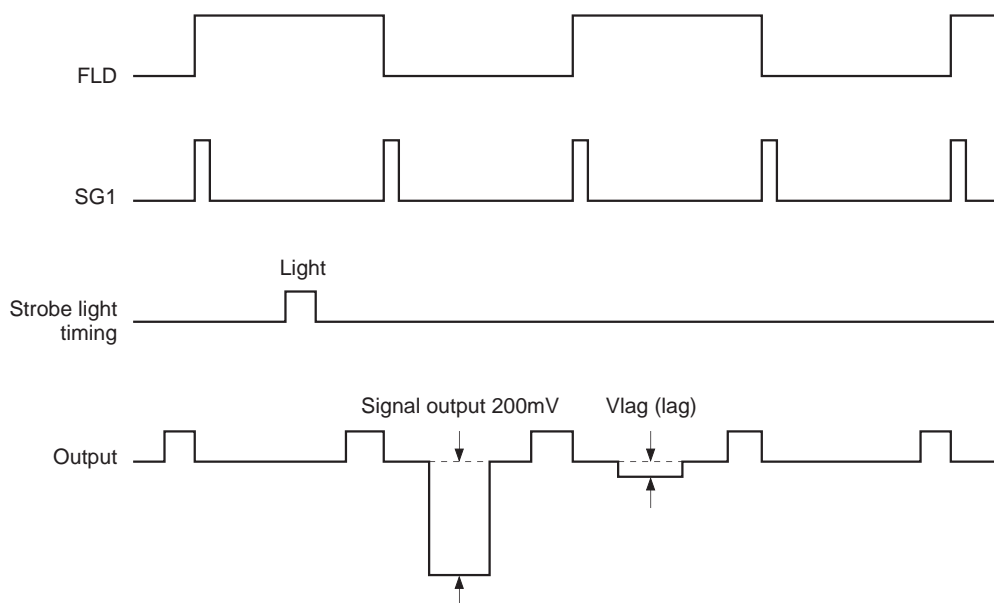 FLD
SG1
Light
Strobe light
timing
Signal output 200mV
Vlag (lag)
Output